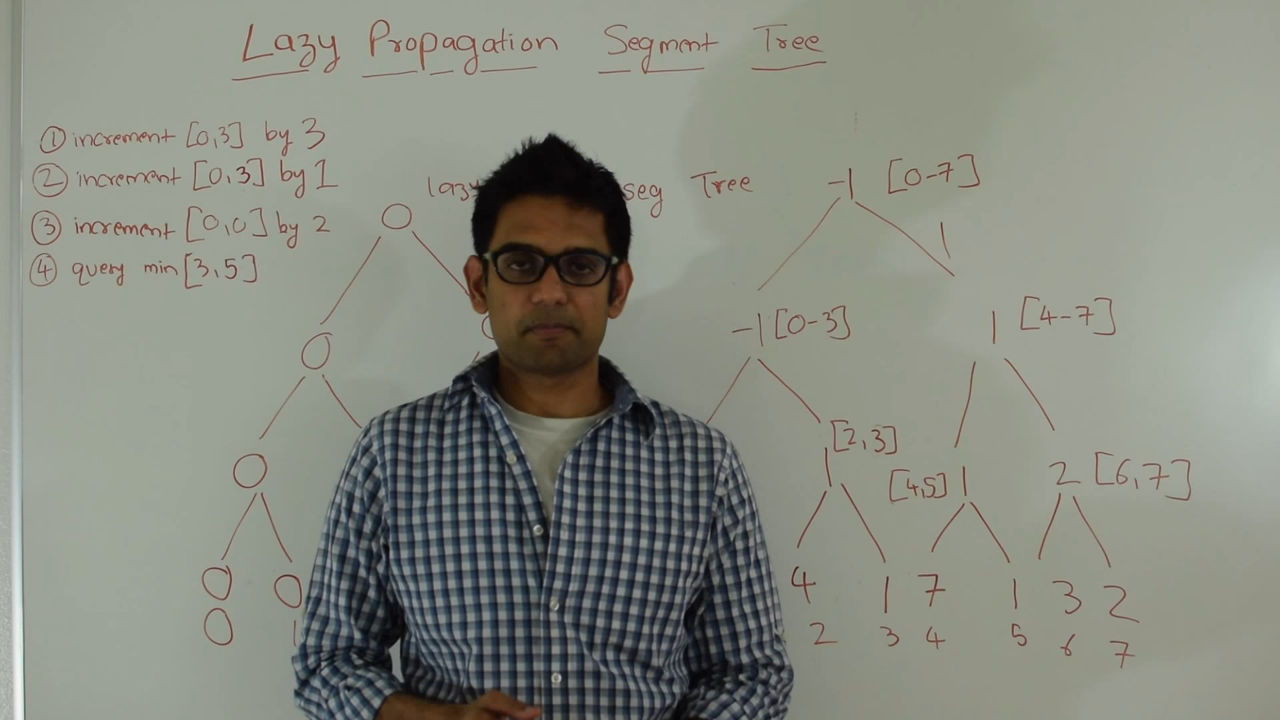 Lazy Propagation Segment Tree
① increment [0,3] by 3
② increment [0,3] by 1
③ increment [0,0] by 2
④ query min [3,5]
lazy seg Tree
-1 [0-7]
1
0
-1 [0-3]
1 [4-7]
0
[2,3]
1
[4,5] 1
2 [6,7]
0
0 0
4 1 7 1 3 2
0 1
2 3 4 5 6 7